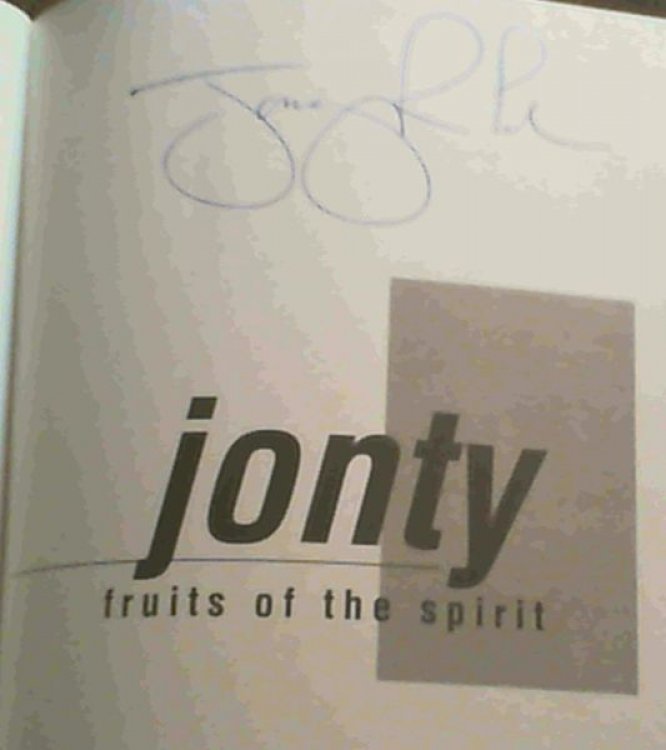 jonty
fruits of the spirit